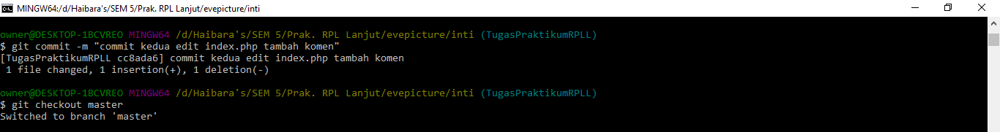 MINGW64:/d/Haibara's/SEM 5/Prak. RPL Lanjut/evepicture/inti
owner@DESKTOP-1BCVREO MINGW64 /d/Haibara's/SEM 5/Prak. RPL Lanjut/evepicture/inti (TugasPraktikumRPLL)
$ git commit -m "commit kedua edit index.php tambah komen"
[TugasPraktikumRPLL cc8ada6] commit kedua edit index.php tambah komen
 1 file changed, 1 insertion(+), 1 deletion(-)
owner@DESKTOP-1BCVREO MINGW64 /d/Haibara's/SEM 5/Prak. RPL Lanjut/evepicture/inti (TugasPraktikumRPLL)
$ git checkout master
Switched to branch 'master'